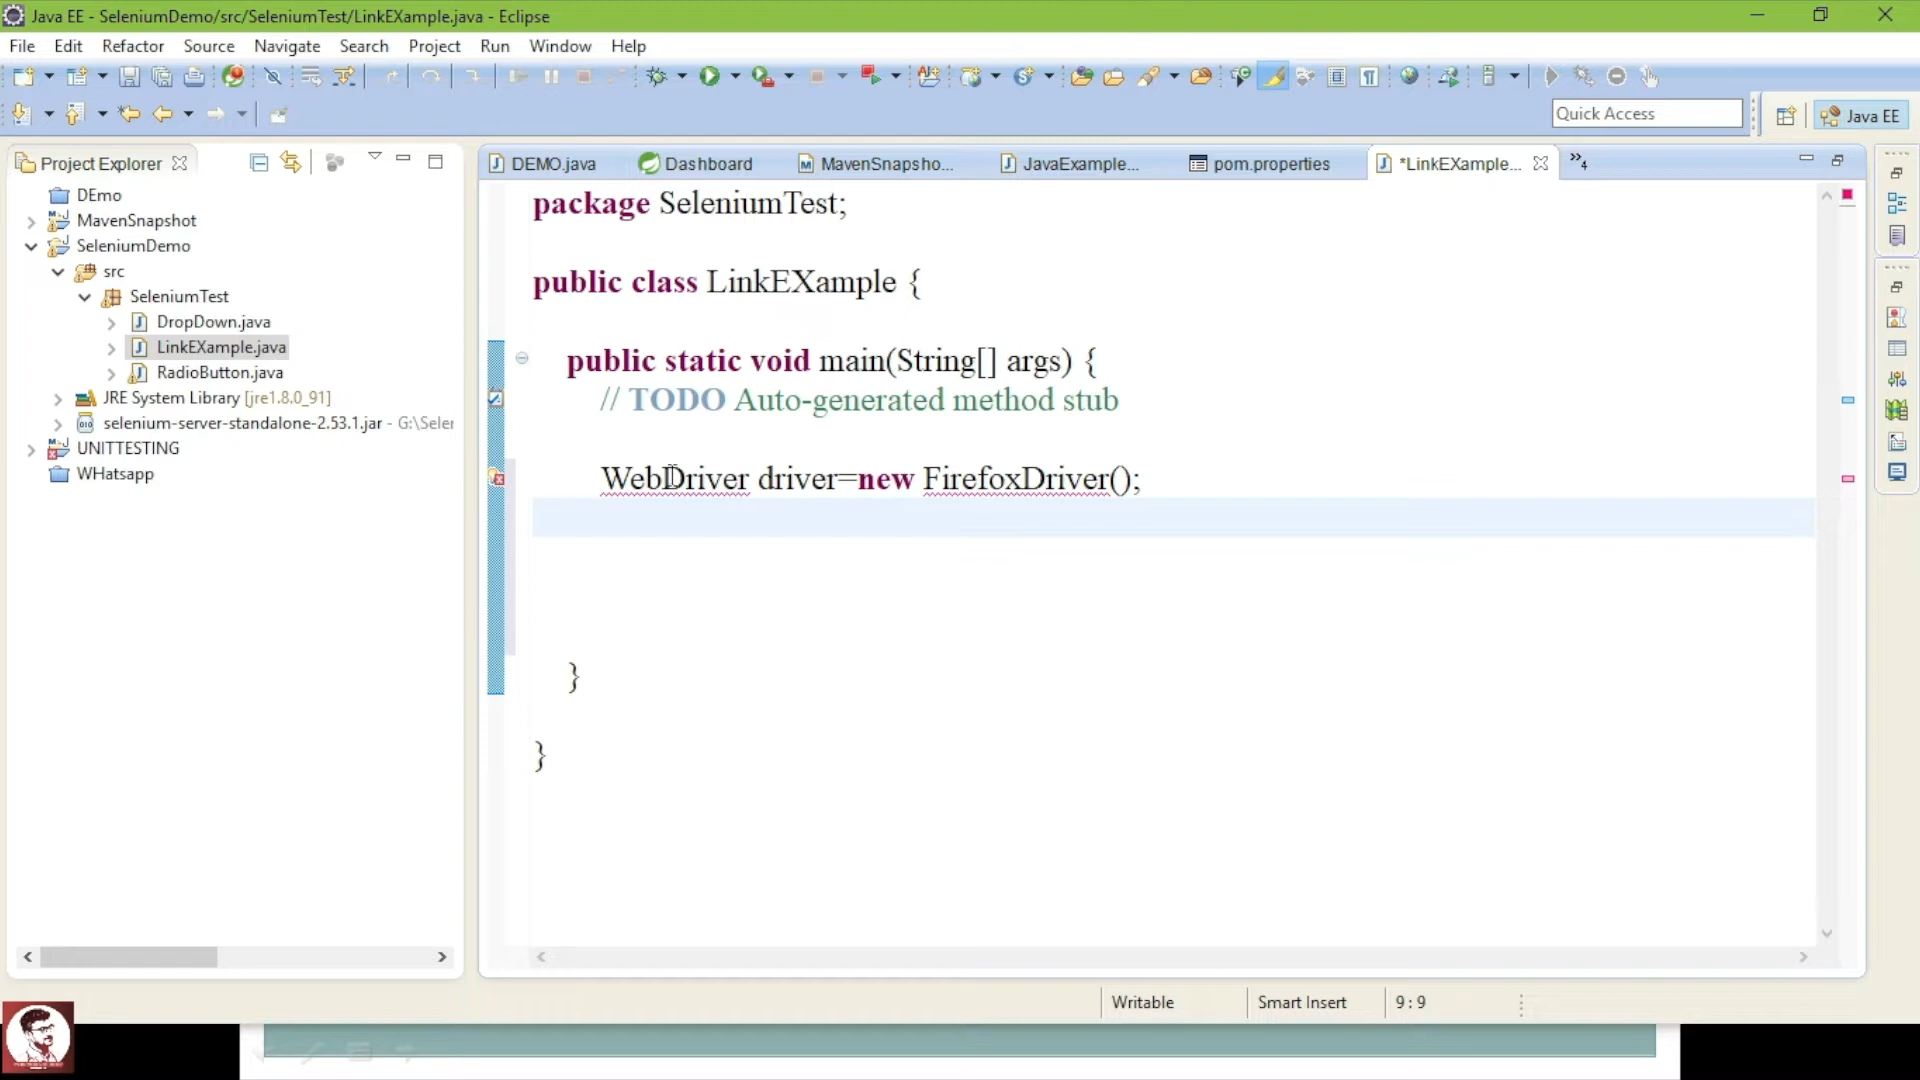 Java EE - SeleniumDemo/src/SeleniumTest/LinkEXample.java - Eclipse
File Edit Refactor Source Navigate Search Project Run Window Help
Quick Access
Java EE
Project Explorer
DEMO.java
Dashboard
MavenSnapsho...
JavaExample...
pom.properties
*LinkEXample...
4
DEmo
MavenSnapshot
SeleniumDemo
src
SeleniumTest
DropDown.java
LinkEXample.java
RadioButton.java
JRE System Library [jre1.8.0_91]
selenium-server-standalone-2.53.1.jar - G:\Seler
UNITTESTING
WHatsapp
package SeleniumTest;
public class LinkEXample {
public static void main(String[] args) {
// TODO Auto-generated method stub
WebDriver driver=new FirefoxDriver();
}
}
Writable
Smart Insert
9 : 9